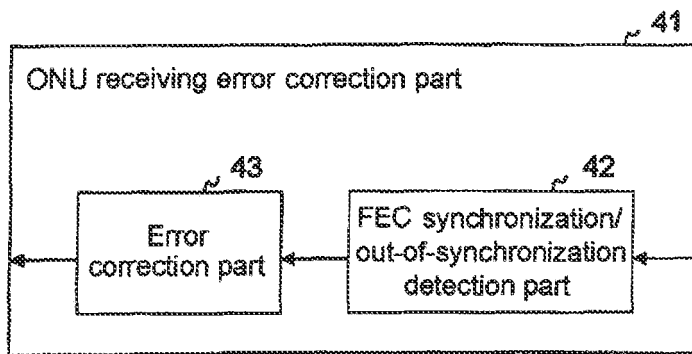 41
ONU receiving error correction part
43
42
Error
correction part
FEC synchronization/
out-of-synchronization
detection part